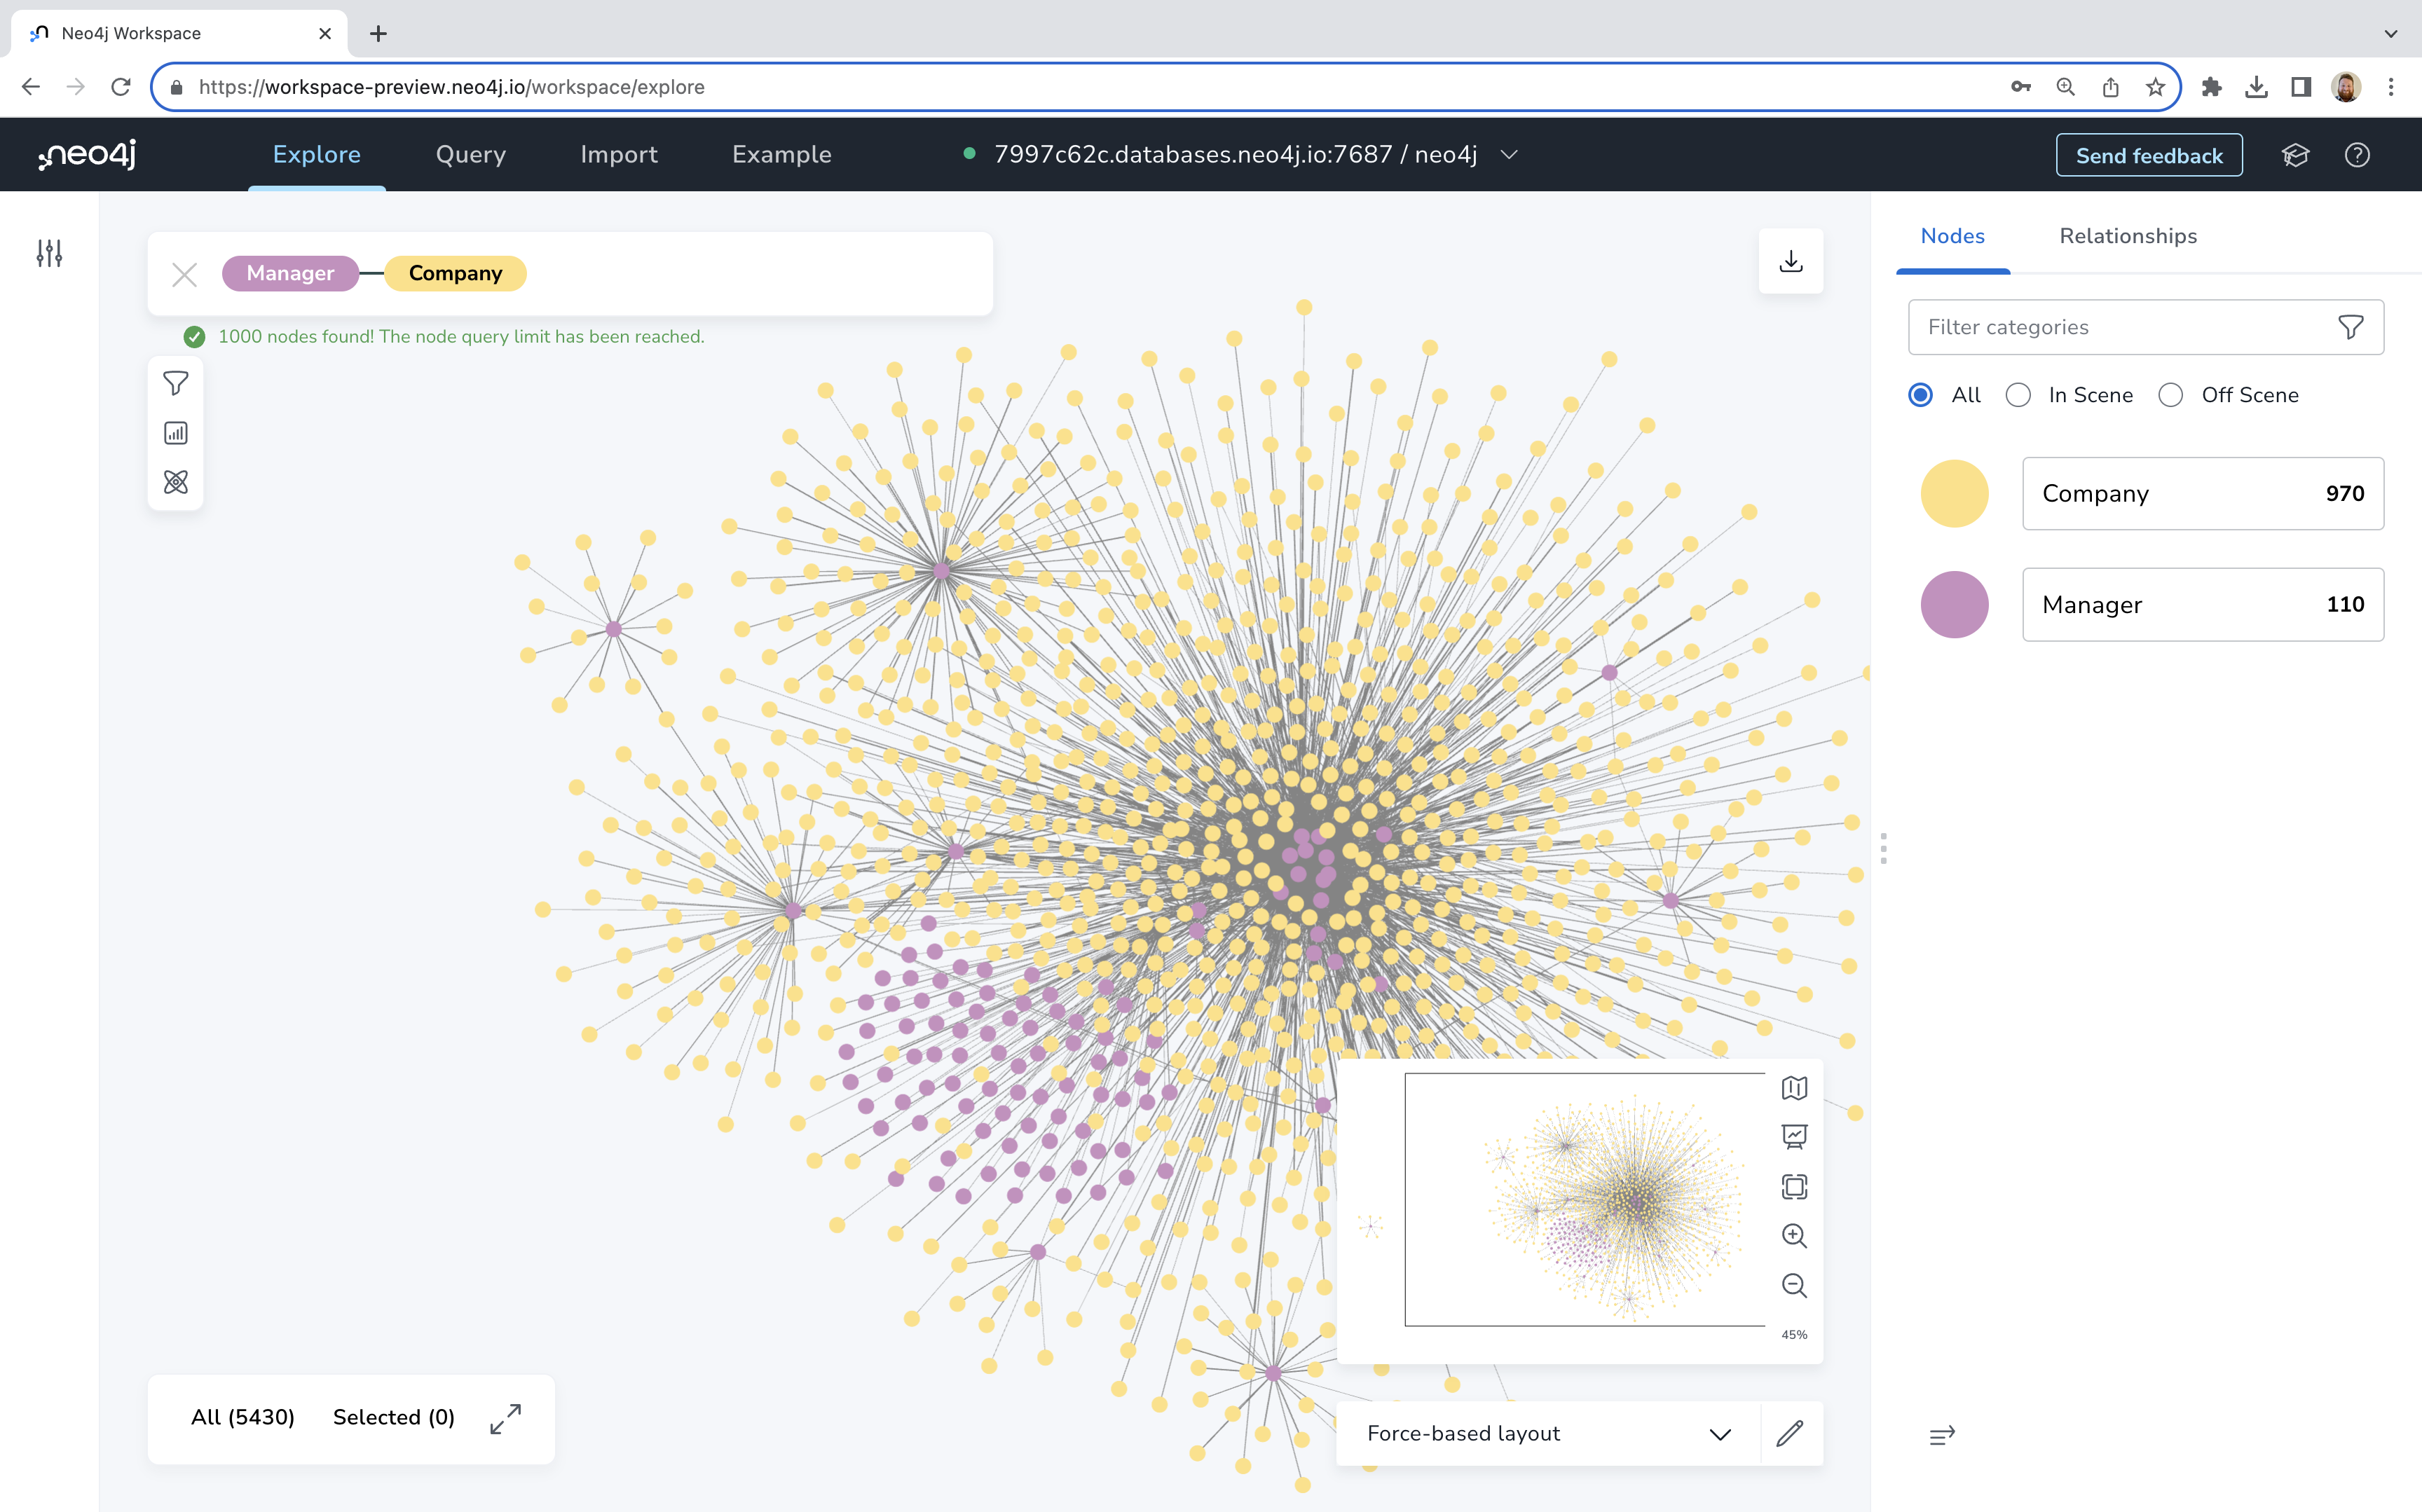 Neo4j Workspace
https://workspace-preview.neo4j.io/workspace/explore
neo4j
Explore
Query
Import
Example
7997c62c.databases.neo4j.io:7687 / neo4j
Send feedback
Manager
Company
1000 nodes found! The node query limit has been reached.
Nodes
Relationships
Filter categories
All
In Scene
Off Scene
Company
970
Manager
110
45%
All (5430)
Selected (0)
Force-based layout